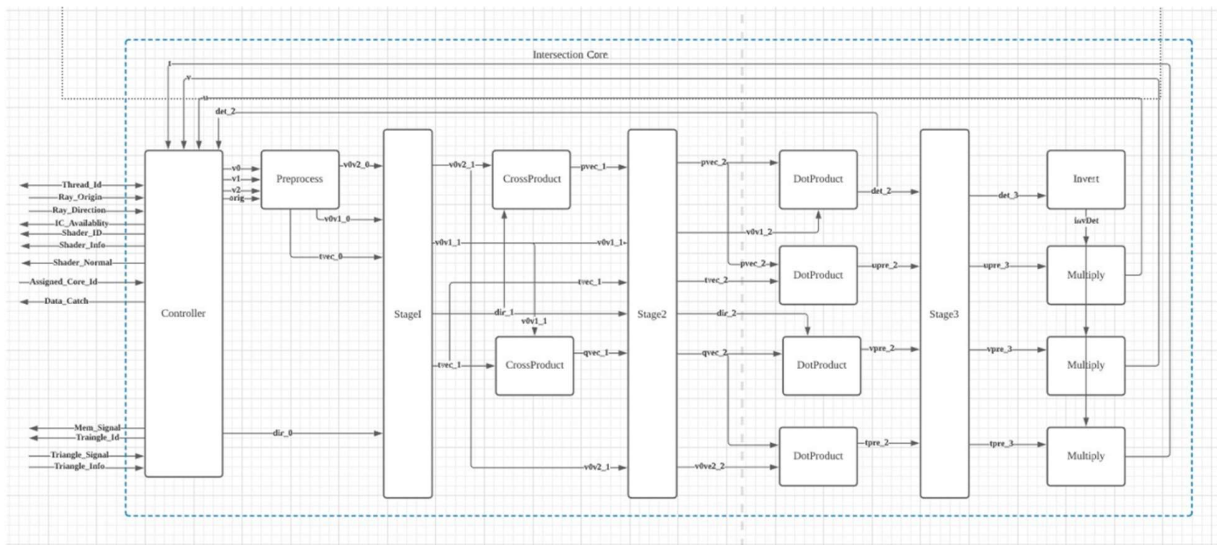 Intersection Core
t
v
u
det_2
Thread_Id
Ray_Origin
Ray_Direction
IC_Availablity
Shader_ID
Shader_Info
Shader_Normal
Assigned_Core_Id
Data_Catch
Mem_Signal
Traingle_Id
Triangle_Signal
Triangle_Info
Controller
v0
v1
v2
orig
dir_0
Preprocess
v0v2_0
v0v1_0
tvec_0
Stage1
v0v2_1
v0v1_1
dir_1
tvec_1
CrossProduct
v0v1_1
CrossProduct
pvec_1
v0v1_1
tvec_1
qvec_1
v0v2_1
Stage2
pvec_2
v0v1_2
pvec_2
tvec_2
dir_2
qvec_2
v0ve2_2
DotProduct
DotProduct
DotProduct
DotProduct
det_2
upre_2
vpre_2
tpre_2
Stage3
det_3
upre_3
vpre_3
tpre_3
Invert
invDet
Multiply
Multiply
Multiply